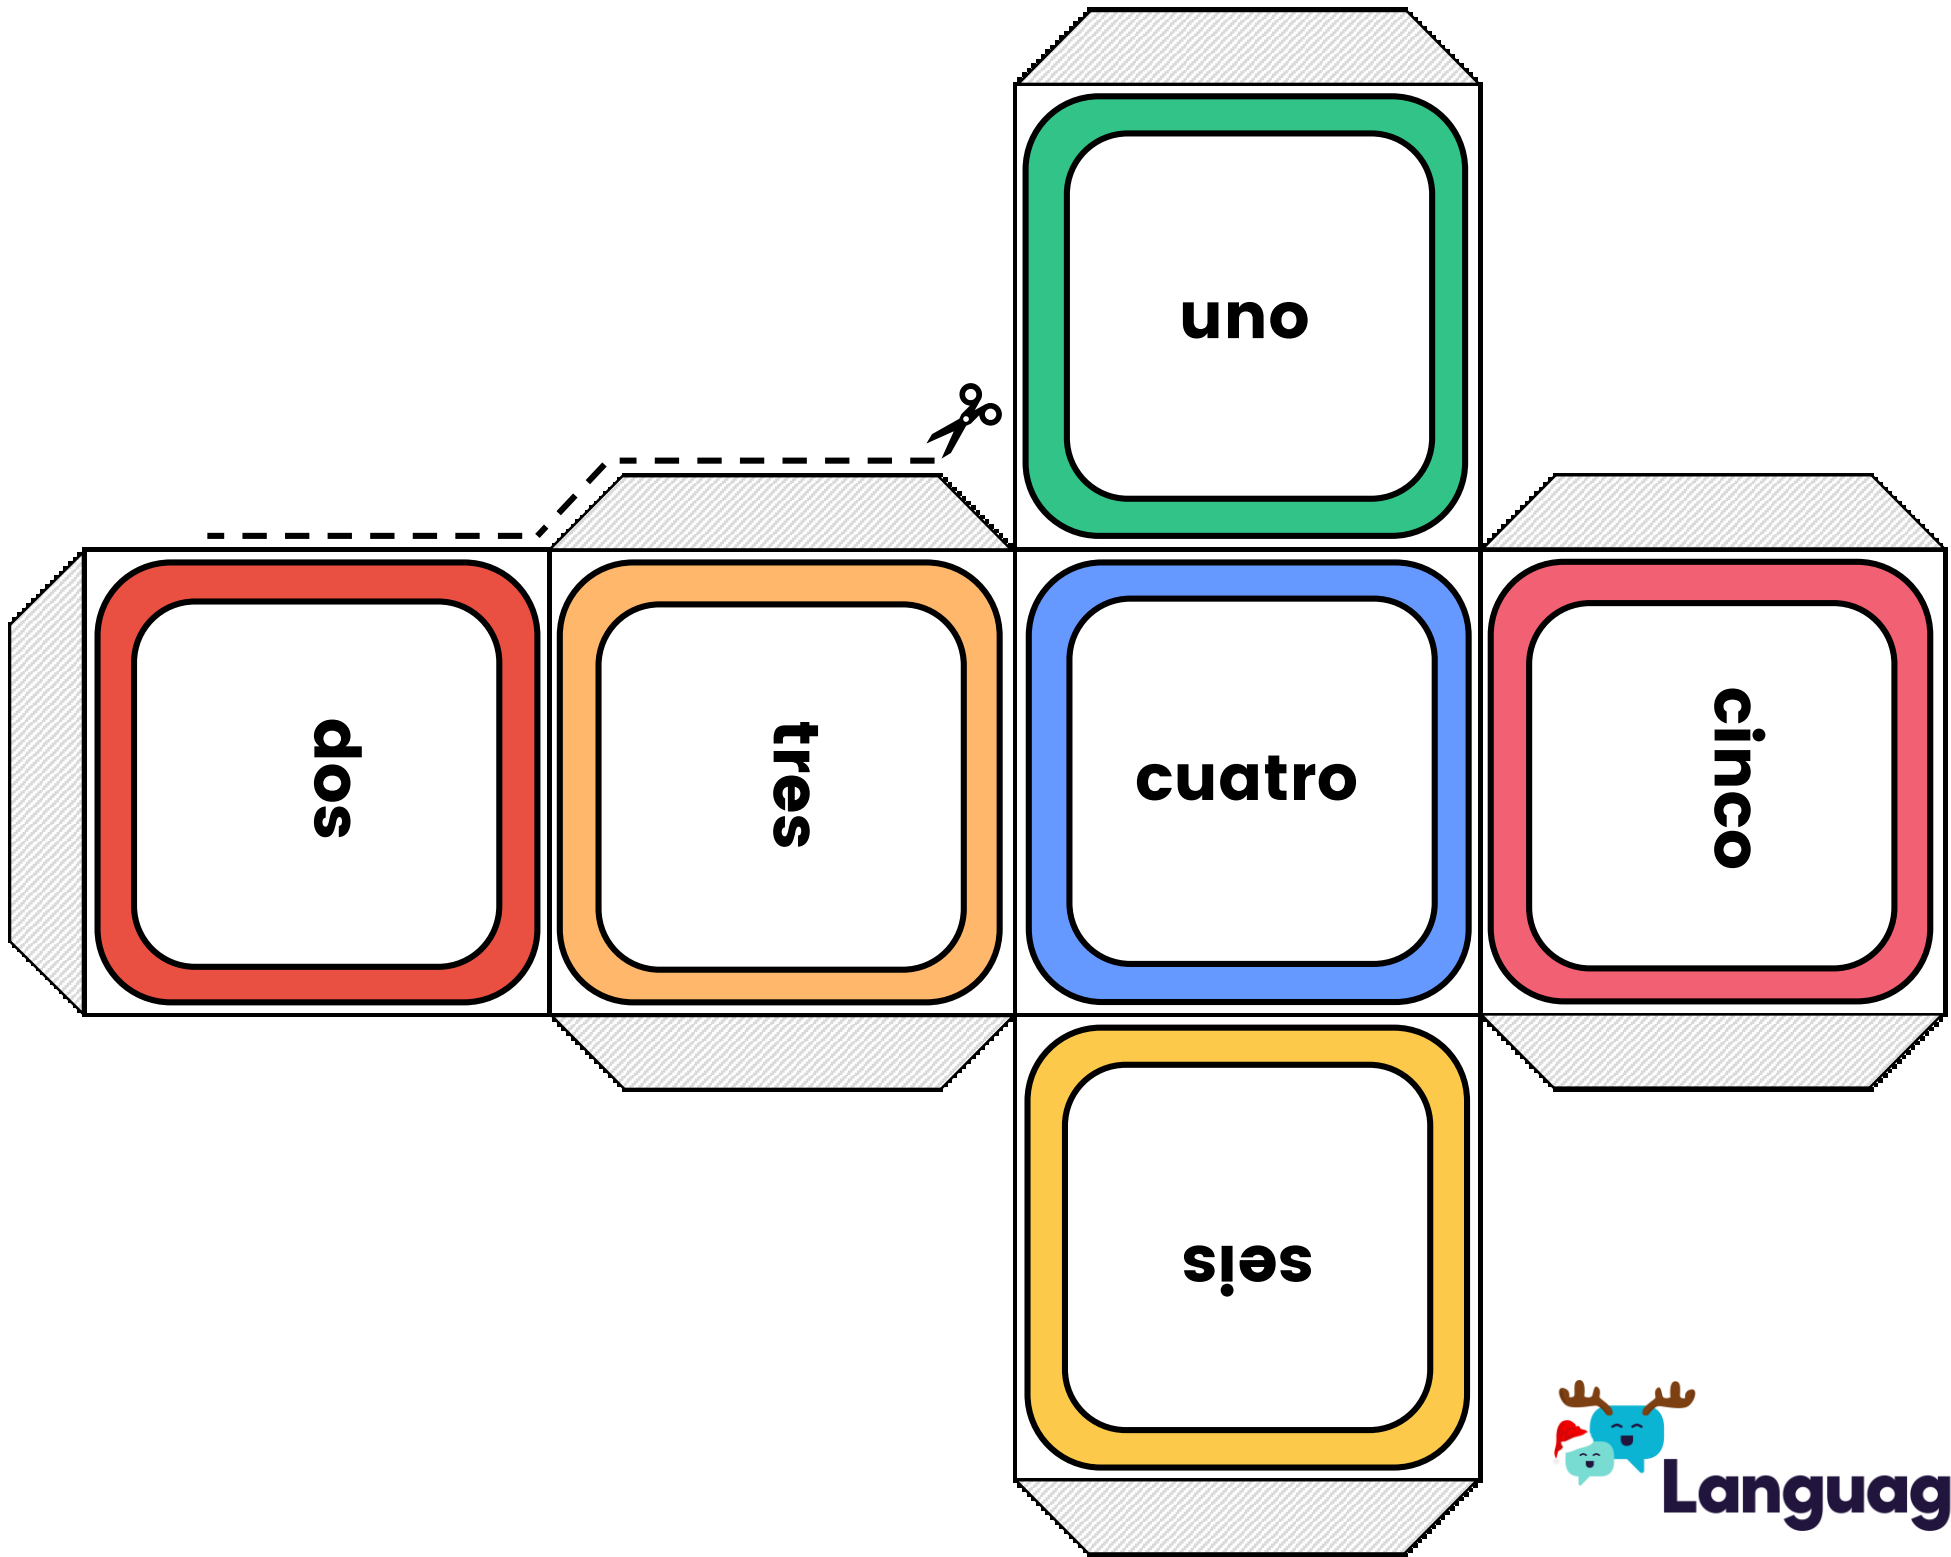 uno
dos
tres
cuatro
cinco
seis
Languag